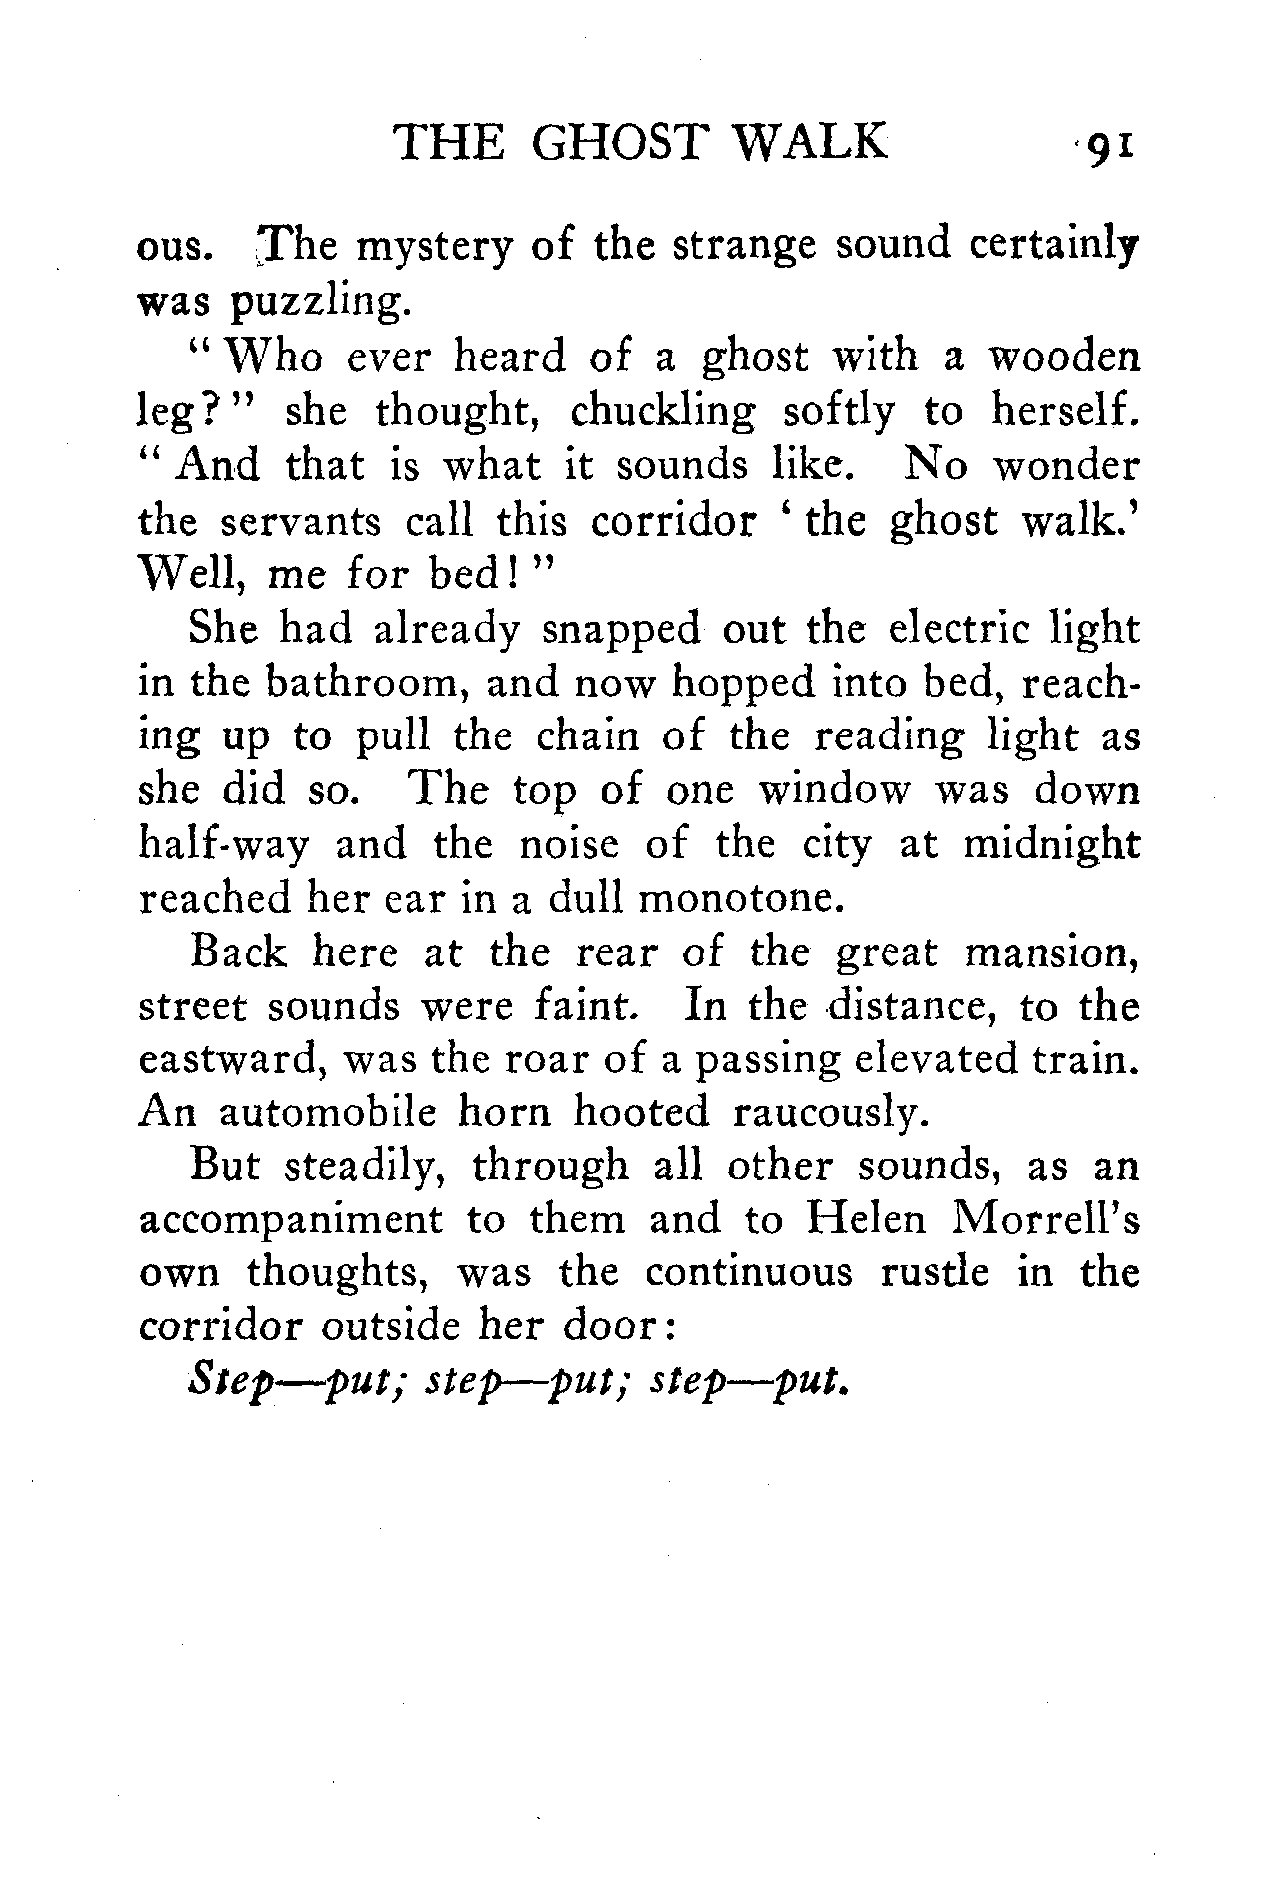 THE GHOST WALK 91
ous. The mystery of the strange sound certainly
was puzzling.
“ Who ever heard of a ghost with a wooden
leg? ” she thought, chuckling softly to herself.
“ And that is what it sounds like. No wonder
the servants call this corridor ‘ the ghost walk.’
Well, me for bed! ”
She had already snapped out the electric light
in the bathroom, and now hopped into bed, reach-
ing up to pull the chain of the reading light as
she did so. The top of one window was down
half-way and the noise of the city at midnight
reached her ear in a dull monotone.
Back here at the rear of the great mansion,
street sounds were faint. In the distance, to the
eastward, was the roar of a passing elevated train.
An automobile horn hooted raucously.
But steadily, through all other sounds, as an
accompaniment to them and to Helen Morrell’s
own thoughts, was the continuous rustle in the
corridor outside her door:
Step—put; step—put; step—put.